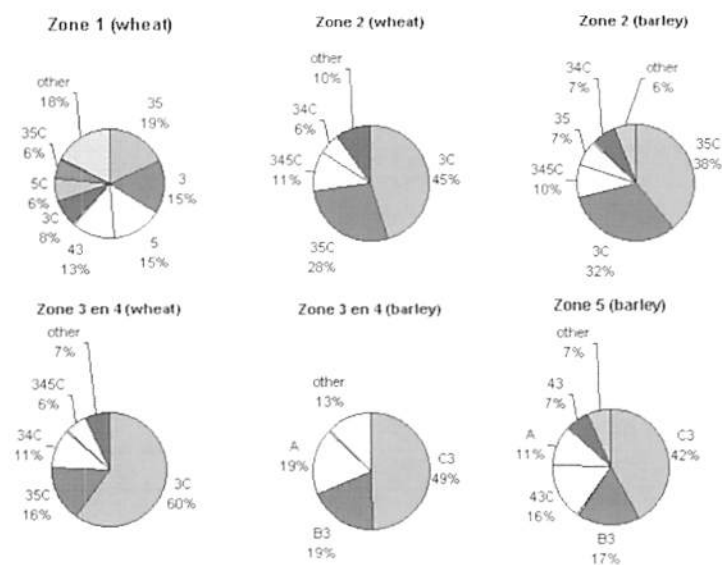 Zone 1 (wheat)
other
18%
35
19%
35C
6%
3
15%
5C
6%
3C
8%
43
13%
5
15%
Zone 2 (wheat)
other
10%
34C
6%
345C
11%
3C
45%
35C
28%
Zone 2 (barley)
34C
7%
other
6%
35
7%
35C
38%
345C
10%
3C
32%
Zone 3 en 4 (wheat)
other
7%
345C
6%
34C
11%
35C
16%
3C
60%
Zone 3 en 4 (barley)
other
13%
A
19%
C3
49%
B3
19%
Zone 5 (barley)
other
7%
43
7%
A
11%
C3
42%
43C
16%
B3
17%